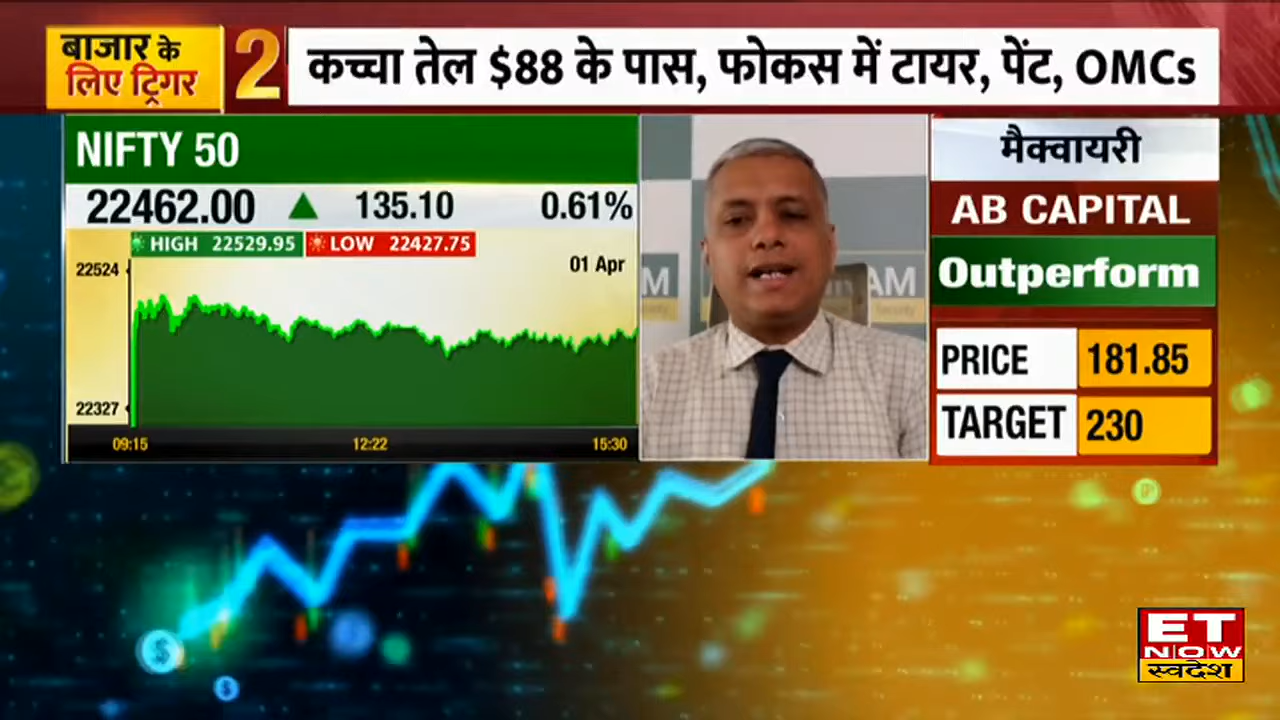 बाजार के
लिए ट्रिगर
2
कच्चा तेल $88 के पास, फोकस में टायर, पेंट, OMCs
NIFTY 50
22462.00 ▲ 135.10 0.61%
HIGH 22529.95 LOW 22427.75
01 Apr
22524
22327
09:15 12:22 15:30
AM
AM
मैक्वायरी
AB CAPITAL
Outperform
PRICE 181.85
TARGET 230
ET
NOW
स्वदेश